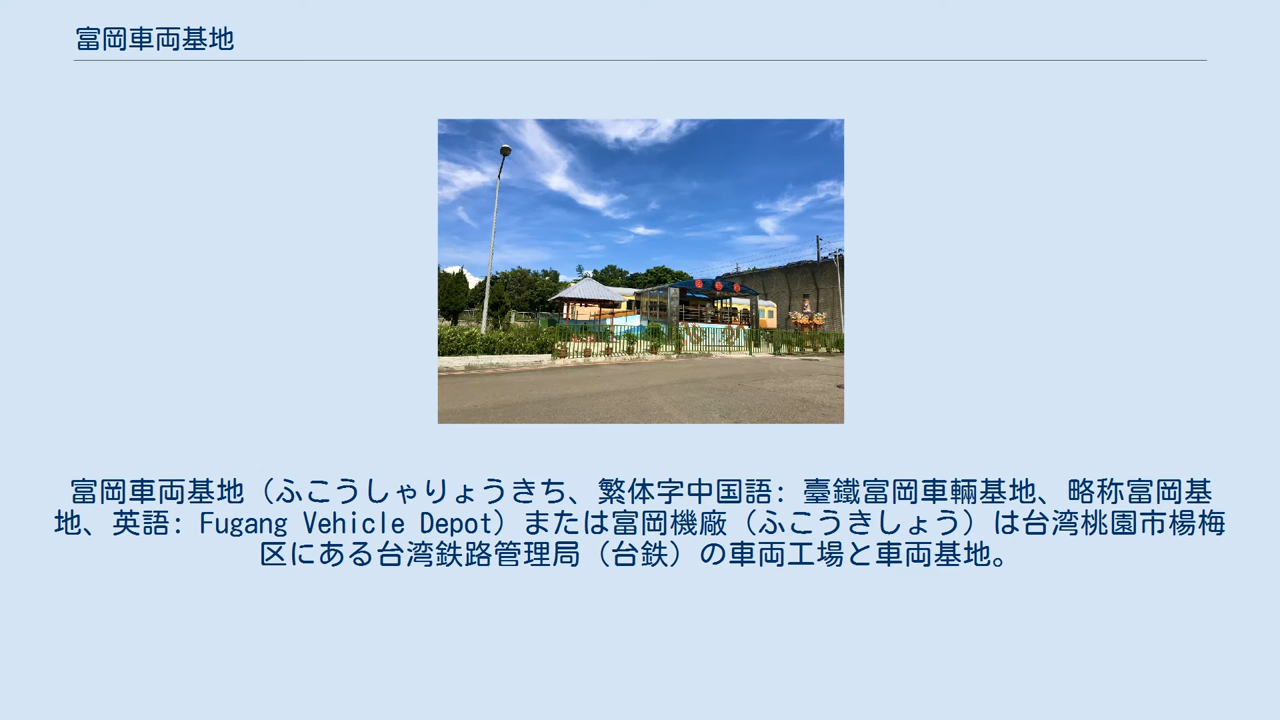 富岡車両基地
富岡車両基地（ふこうしゃりょうきち、繁体字中国語: 臺鐵富岡車輛基地、略称富岡基
地、英語: Fugang Vehicle Depot）または富岡機廠（ふこうきしょう）は台湾桃園市楊梅
区にある台湾鉄路管理局（台鉄）の車両工場と車両基地。